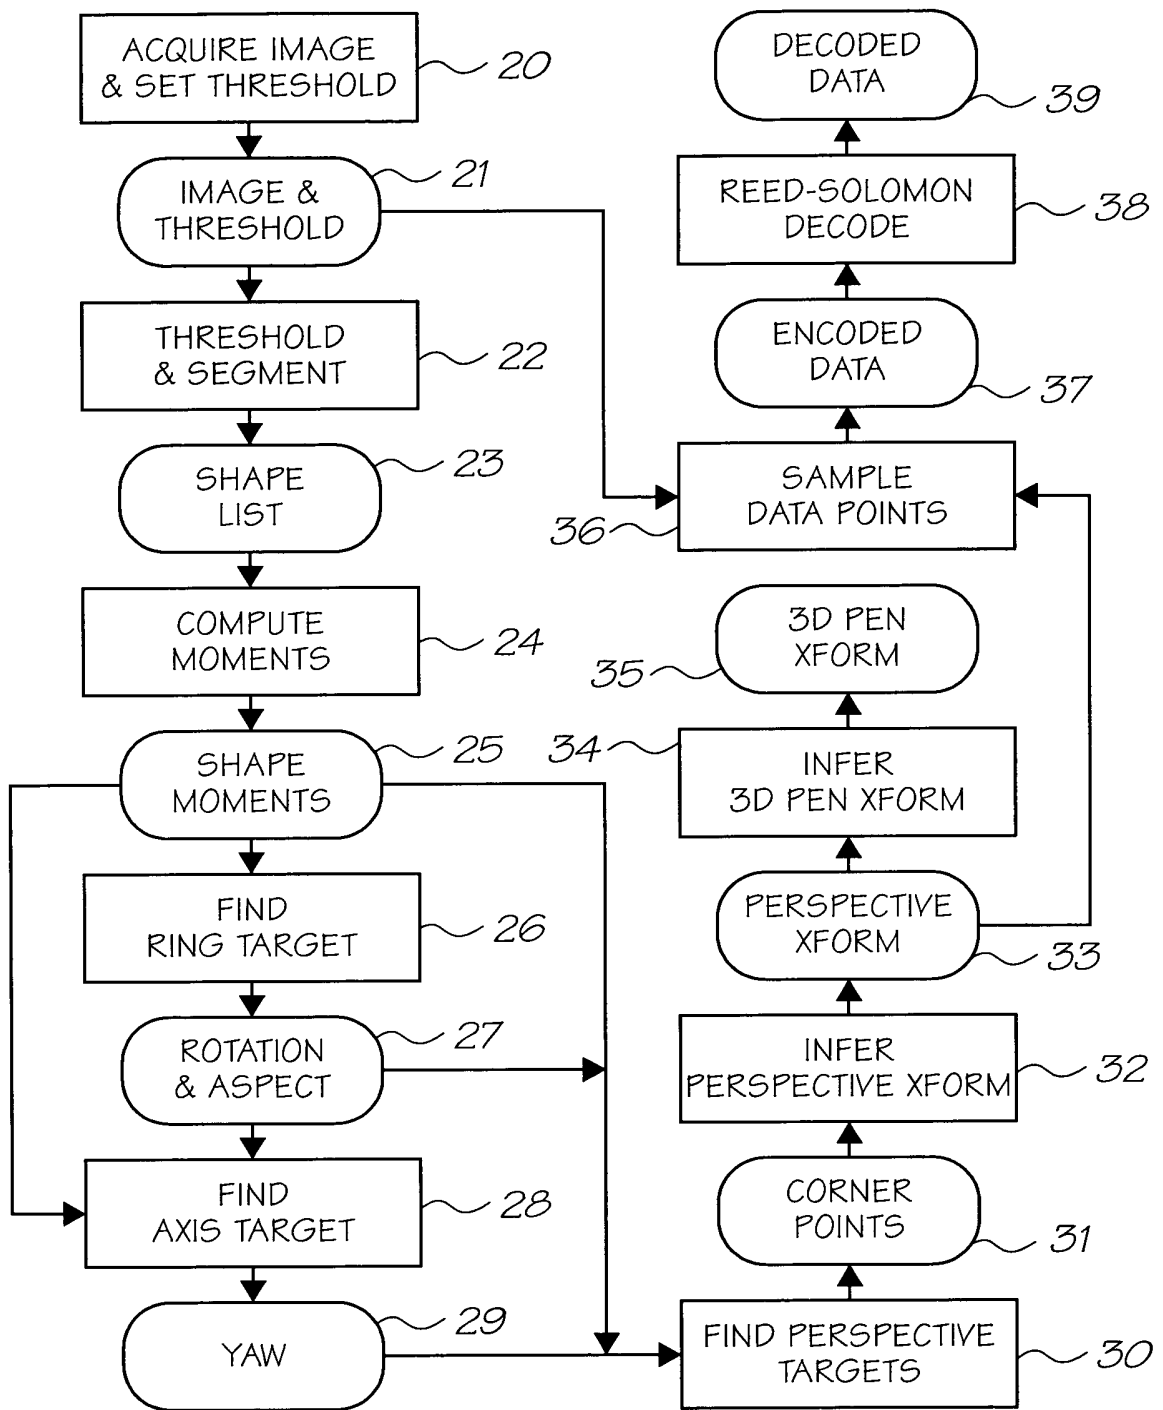 ACQUIRE IMAGE
& SET THRESHOLD
20
IMAGE &
THRESHOLD
21
THRESHOLD
& SEGMENT
22
SHAPE
LIST
23
COMPUTE
MOMENTS
24
SHAPE
MOMENTS
25
FIND
RING TARGET
26
ROTATION
& ASPECT
27
FIND
AXIS TARGET
28
YAW
29
DECODED
DATA
39
REED-SOLOMON
DECODE
38
ENCODED
DATA
37
SAMPLE
DATA POINTS
36
3D PEN
XFORM
35
34
INFER
3D PEN XFORM
PERSPECTIVE
XFORM
33
INFER
PERSPECTIVE XFORM
32
CORNER
POINTS
31
FIND PERSPECTIVE
TARGETS
30